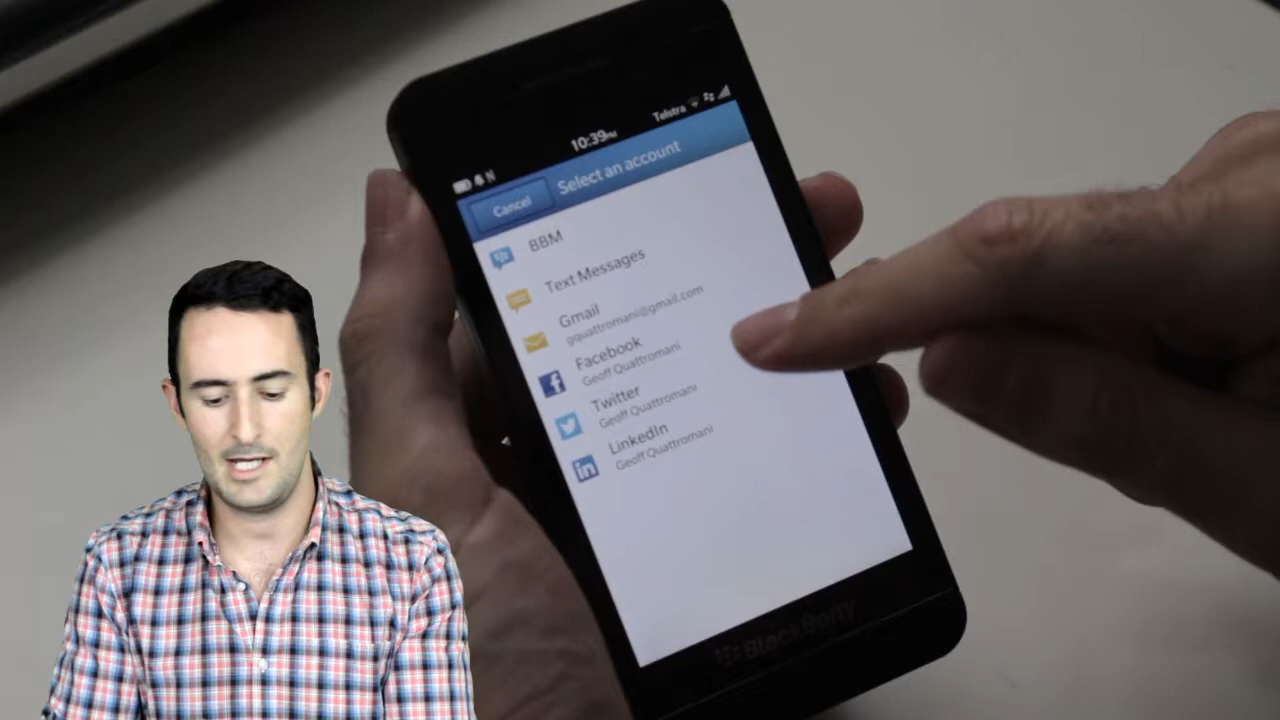 Telstra
10:39PM
N
Cancel
Select an account
BBM
Text Messages
Gmail
gquattromani@gmail.com
Facebook
Geoff Quattromani
Twitter
Geoff Quattromani
LinkedIn
Geoff Quattromani
BlackBerry